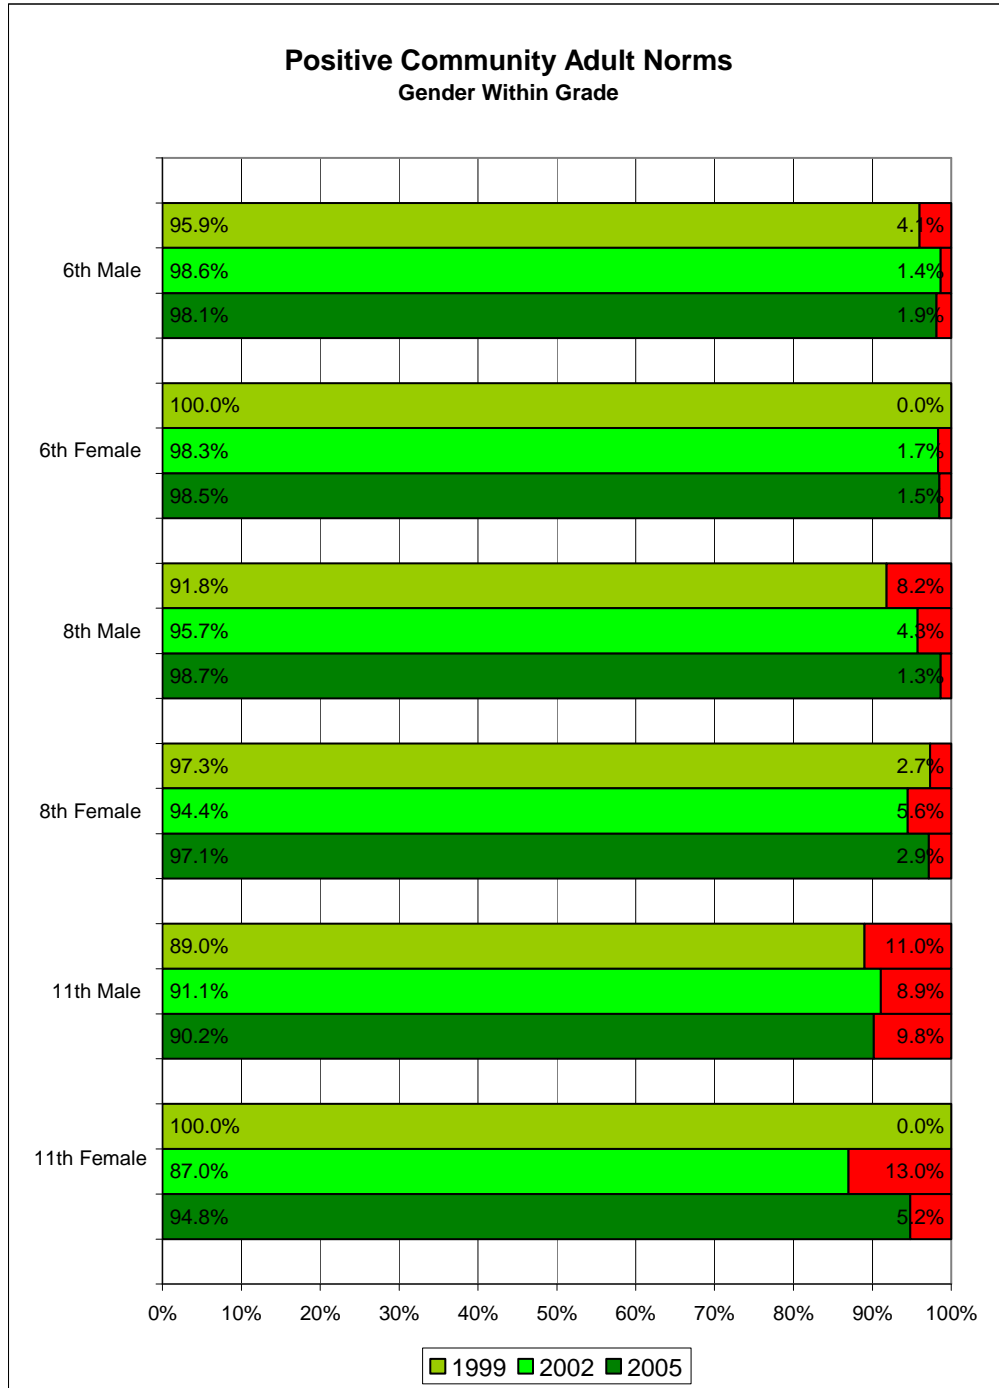 Positive Community Adult Norms
Gender Within Grade
95.9% 4.1%
6th Male 98.6% 1.4%
98.1% 1.9%
100.0% 0.0%
6th Female 98.3% 1.7%
98.5% 1.5%
91.8% 8.2%
8th Male 95.7% 4.3%
98.7% 1.3%
97.3% 2.7%
8th Female 94.4% 5.6%
97.1% 2.9%
89.0% 11.0%
11th Male 91.1% 8.9%
90.2% 9.8%
100.0% 0.0%
11th Female 87.0% 13.0%
94.8% 5.2%
0% 10% 20% 30% 40% 50% 60% 70% 80% 90% 100%
1999 2002 2005